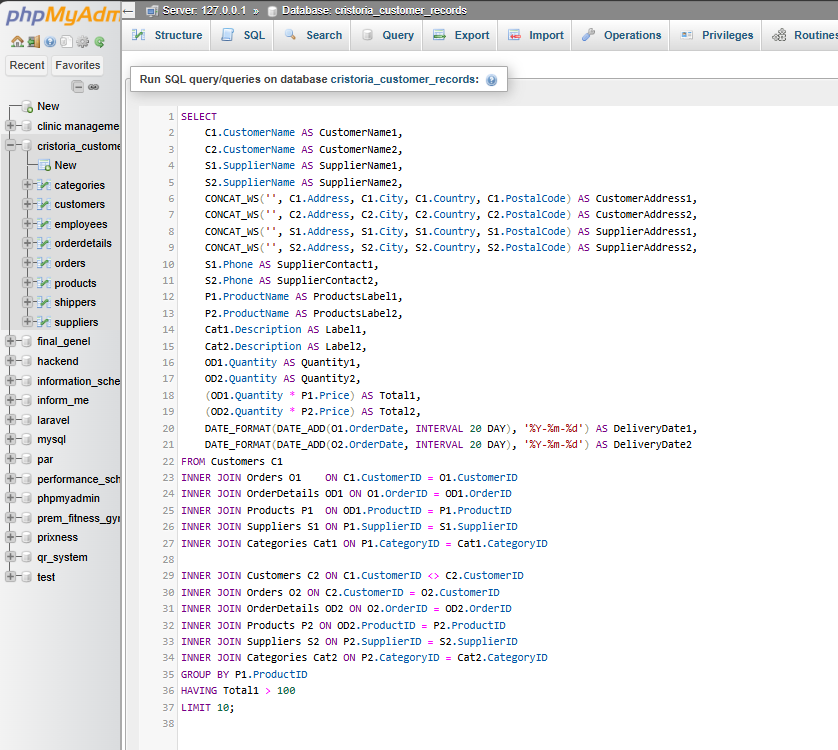 phpMyAdm
Recent Favorites
New
clinic manageme
cristoria_custome
New
categories
customers
employees
orderdetails
orders
products
shippers
suppliers
final_genel
hackend
information_sche
inform_me
laravel
mysql
par
performance_sch
phpmyadmin
prem_fitness_gyr
prixness
qr_system
test
Server: 127.0.0.1 » Database: cristoria_customer_records
Structure SQL Search Query Export Import Operations Privileges Routines
Run SQL query/queries on database cristoria_customer_records:
1 SELECT
2 C1.CustomerName AS CustomerName1,
3 C2.CustomerName AS CustomerName2,
4 S1.SupplierName AS SupplierName1,
5 S2.SupplierName AS SupplierName2,
6 CONCAT_WS('', C1.Address, C1.City, C1.Country, C1.PostalCode) AS CustomerAddress1,
7 CONCAT_WS('', C2.Address, C2.City, C2.Country, C2.PostalCode) AS CustomerAddress2,
8 CONCAT_WS('', S1.Address, S1.City, S1.Country, S1.PostalCode) AS SupplierAddress1,
9 CONCAT_WS('', S2.Address, S2.City, S2.Country, S2.PostalCode) AS SupplierAddress2,
10 S1.Phone AS SupplierContact1,
11 S2.Phone AS SupplierContact2,
12 P1.ProductName AS ProductsLabel1,
13 P2.ProductName AS ProductsLabel2,
14 Cat1.Description AS Label1,
15 Cat2.Description AS Label2,
16 OD1.Quantity AS Quantity1,
17 OD2.Quantity AS Quantity2,
18 (OD1.Quantity * P1.Price) AS Total1,
19 (OD2.Quantity * P2.Price) AS Total2,
20 DATE_FORMAT(DATE_ADD(O1.OrderDate, INTERVAL 20 DAY), '%Y-%m-%d') AS DeliveryDate1,
21 DATE_FORMAT(DATE_ADD(O2.OrderDate, INTERVAL 20 DAY), '%Y-%m-%d') AS DeliveryDate2
22 FROM Customers C1
23 INNER JOIN Orders O1    ON C1.CustomerID = O1.CustomerID
24 INNER JOIN OrderDetails OD1 ON O1.OrderID = OD1.OrderID
25 INNER JOIN Products P1  ON OD1.ProductID = P1.ProductID
26 INNER JOIN Suppliers S1 ON P1.SupplierID = S1.SupplierID
27 INNER JOIN Categories Cat1 ON P1.CategoryID = Cat1.CategoryID
28
29 INNER JOIN Customers C2 ON C1.CustomerID <> C2.CustomerID
30 INNER JOIN Orders O2 ON C2.CustomerID = O2.CustomerID
31 INNER JOIN OrderDetails OD2 ON O2.OrderID = OD2.OrderID
32 INNER JOIN Products P2 ON OD2.ProductID = P2.ProductID
33 INNER JOIN Suppliers S2 ON P2.SupplierID = S2.SupplierID
34 INNER JOIN Categories Cat2 ON P2.CategoryID = Cat2.CategoryID
35 GROUP BY P1.ProductID
36 HAVING Total1 > 100
37 LIMIT 10;
38